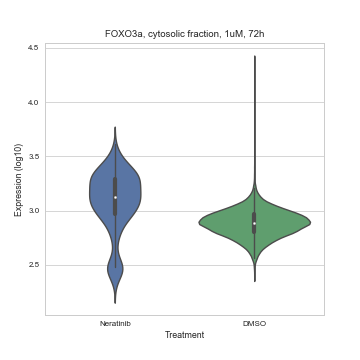 FOXO3a, cytosolic fraction, 1uM, 72h
4.5
4.0
3.5
3.0
2.5
Expression (log10)
Neratinib DMSO
Treatment